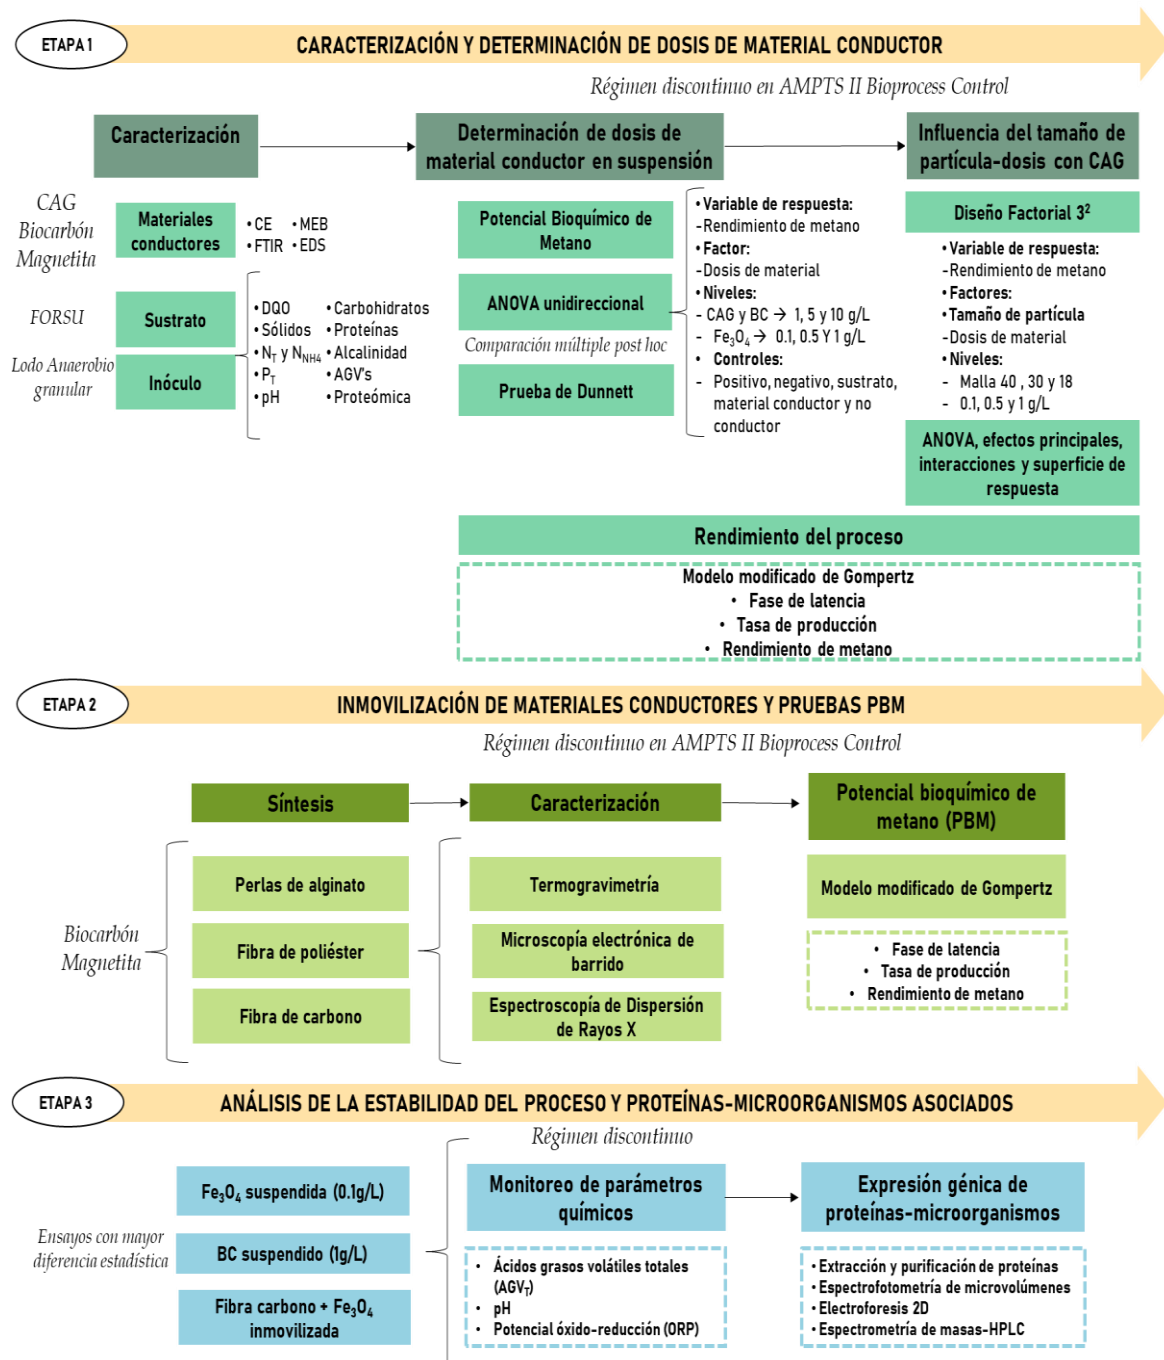 ETAPA 1
CARACTERIZACIÓN Y DETERMINACIÓN DE DOSIS DE MATERIAL CONDUCTOR
Régimen discontinuo en AMPTS II Bioprocess Control
Caracterización
Determinación de dosis de
material conductor en suspensión
Influencia del tamaño de
partícula-dosis con CAG
CAG
Biocarbón
Magnetita
Materiales
conductores
• CE • MEB
• FTIR • EDS
FORSU
Sustrato
Lodo Anaerobio
granular
Inóculo
• DQO
• Sólidos
• N_T y N_NH4
• P_T
• pH
• Carbohidratos
• Proteínas
• Alcalinidad
• AGV's
• Proteómica
Potencial Bioquímico de
Metano
ANOVA unidireccional
Comparación múltiple post hoc
Prueba de Dunnett
• Variable de respuesta:
-Rendimiento de metano
• Factor:
-Dosis de material
• Niveles:
- CAG y BC → 1, 5 y 10 g/L
- Fe₃O₄ → 0.1, 0.5 Y 1 g/L
• Controles:
- Positivo, negativo, sustrato,
material conductor y no
conductor
Diseño Factorial 3²
• Variable de respuesta:
-Rendimiento de metano
• Factores:
• Tamaño de partícula
-Dosis de material
• Niveles:
- Malla 40 , 30 y 18
- 0.1, 0.5 y 1 g/L
ANOVA, efectos principales,
interacciones y superficie de
respuesta
Rendimiento del proceso
Modelo modificado de Gompertz
• Fase de latencia
• Tasa de producción
• Rendimiento de metano
ETAPA 2
INMOVILIZACIÓN DE MATERIALES CONDUCTORES Y PRUEBAS PBM
Régimen discontinuo en AMPTS II Bioprocess Control
Síntesis
Caracterización
Potencial bioquímico de
metano (PBM)
Biocarbón
Magnetita
Perlas de alginato
Fibra de poliéster
Fibra de carbono
Termogravimetría
Microscopía electrónica de
barrido
Espectroscopía de Dispersión
de Rayos X
Modelo modificado de Gompertz
• Fase de latencia
• Tasa de producción
• Rendimiento de metano
ETAPA 3
ANÁLISIS DE LA ESTABILIDAD DEL PROCESO Y PROTEÍNAS-MICROORGANISMOS ASOCIADOS
Régimen discontinuo
Ensayos con mayor
diferencia estadística
Fe₃O₄ suspendida (0.1g/L)
BC suspendido (1g/L)
Fibra carbono + Fe₃O₄
inmovilizada
Monitoreo de parámetros
químicos
• Ácidos grasos volátiles totales
(AGV_T)
• pH
• Potencial óxido-reducción (ORP)
Expresión génica de
proteínas-microorganismos
• Extracción y purificación de proteínas
• Espectrofotometría de microvolúmenes
• Electroforesis 2D
• Espectrometría de masas-HPLC